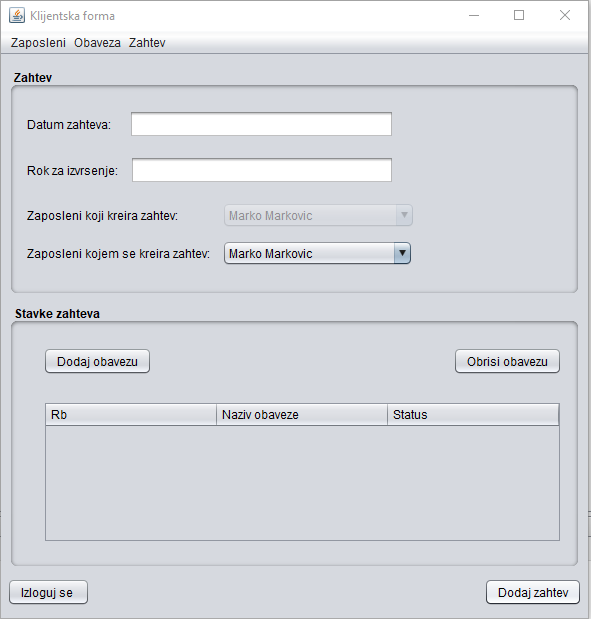 Klijentska forma
Zaposleni Obaveza Zahtev
Zahtev
Datum zahteva:
Rok za izvrsenje:
Zaposleni koji kreira zahtev: Marko Markovic
Zaposleni kojem se kreira zahtev: Marko Markovic
Stavke zahteva
Dodaj obavezu Obrisi obavezu
Rb Naziv obaveze Status
Izloguj se Dodaj zahtev